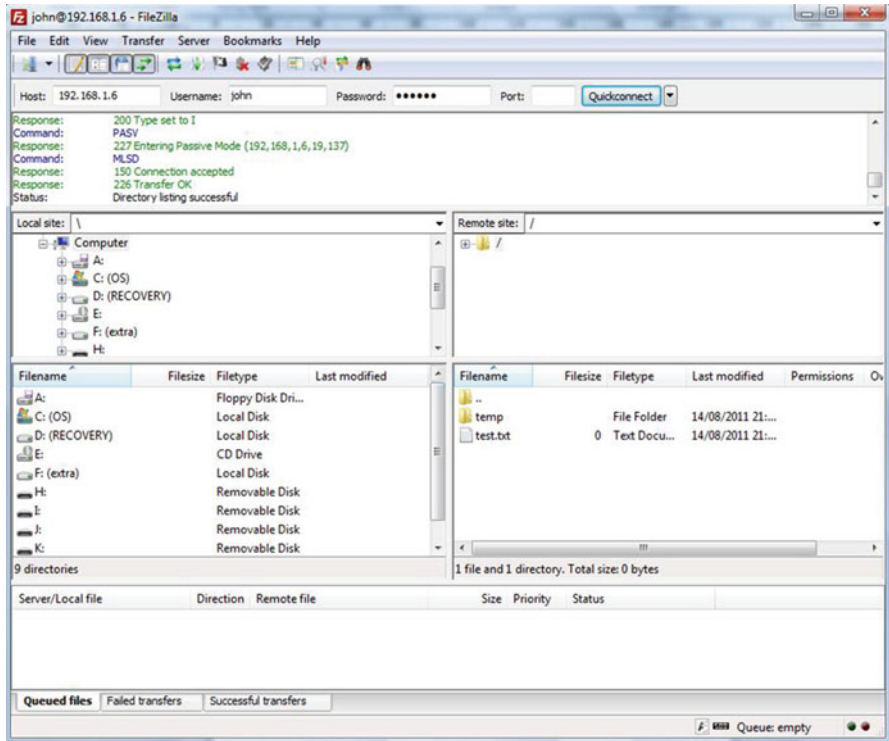 john@192.168.1.6 - FileZilla
File Edit View Transfer Server Bookmarks Help
Host: 192.168.1.6 Username: john Password: •••••• Port: Quickconnect
Response: 200 Type set to I
Command: PASV
Response: 227 Entering Passive Mode (192,168,1,6,19,137)
Command: MLSD
Response: 150 Connection accepted
Response: 226 Transfer OK
Status: Directory listing successful
Local site: \
Computer
A:
C: (OS)
D: (RECOVERY)
E:
F: (extra)
H:
Remote site: /
/
Filename Filesize Filetype Last modified
A: Floppy Disk Dri...
C: (OS) Local Disk
D: (RECOVERY) Local Disk
E: CD Drive
F: (extra) Local Disk
H: Removable Disk
I: Removable Disk
J: Removable Disk
K: Removable Disk
9 directories
Filename Filesize Filetype Last modified Permissions Ow
..
temp File Folder 14/08/2011 21:...
test.txt 0 Text Docu... 14/08/2011 21:...
1 file and 1 directory. Total size: 0 bytes
Server/Local file Direction Remote file Size Priority Status
Queued files Failed transfers Successful transfers
Queue: empty